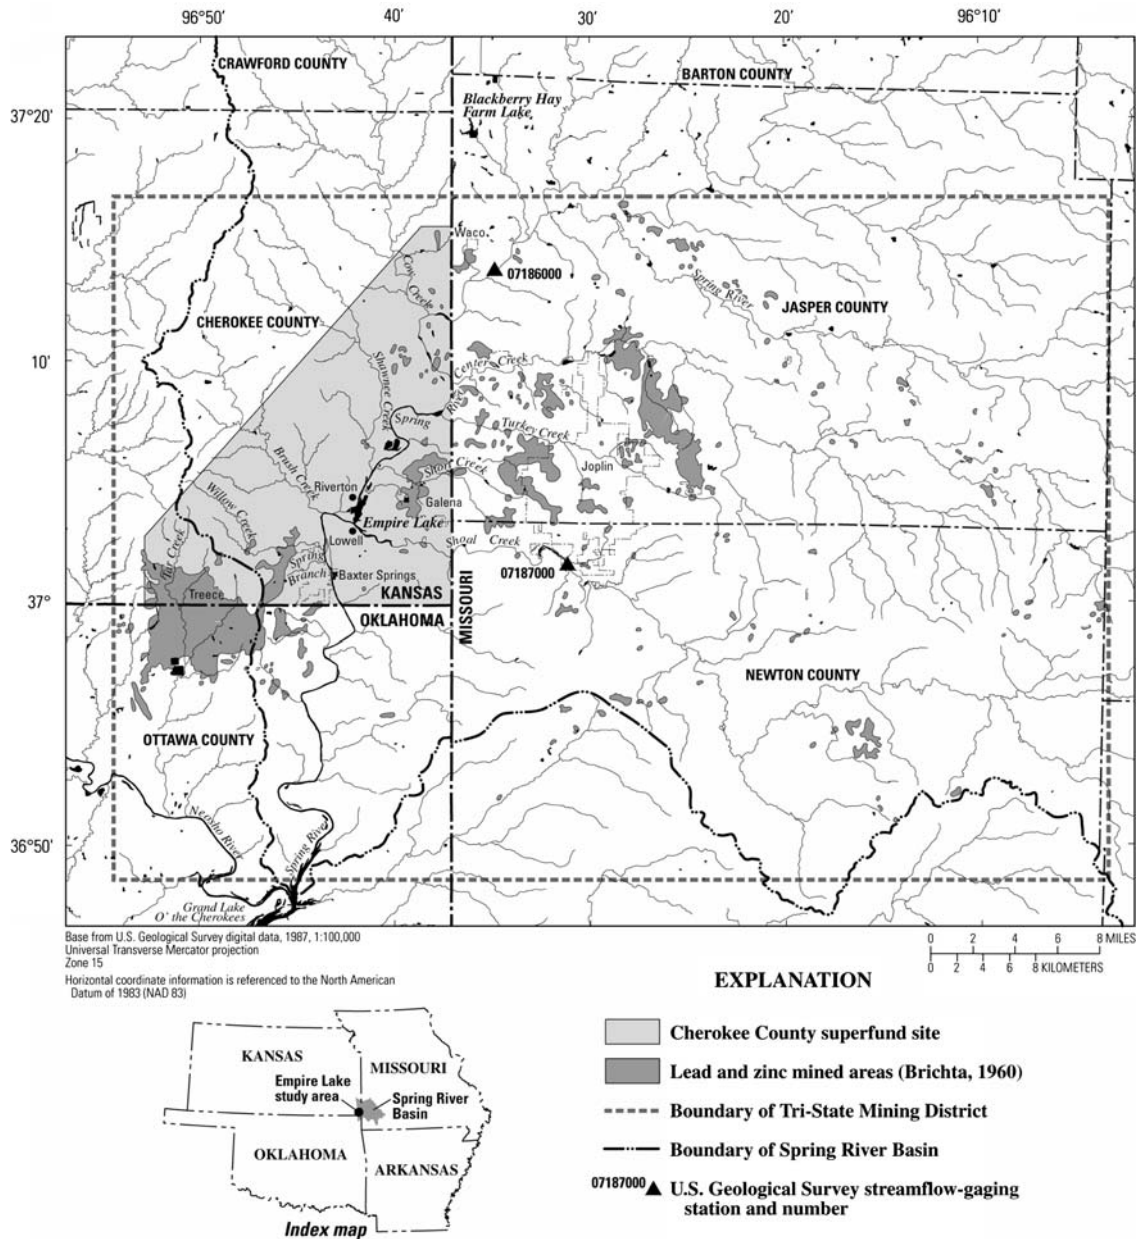 96°50'
40'
30'
20'
96°10'
CRAWFORD COUNTY
BARTON COUNTY
Blackberry Hay
Farm Lake
37°20'
Waco
07186000
Cow Creek
Spring River
JASPER COUNTY
CHEROKEE COUNTY
10'
Shawnee Creek
Center Creek
Spring River
Turkey Creek
Brush Creek
Short Creek
Joplin
Riverton
Galena
Willow Creek
Empire Lake
Lowell
Shoal Creek
Tar Creek
Spring
Branch
Baxter Springs
07187000
Treece
KANSAS
37°
OKLAHOMA
MISSOURI
NEWTON COUNTY
OTTAWA COUNTY
Neosho River
Spring River
36°50'
Grand Lake
O' the Cherokees
Base from U.S. Geological Survey digital data, 1987, 1:100,000
Universal Transverse Mercator projection
Zone 15
Horizontal coordinate information is referenced to the North American
Datum of 1983 (NAD 83)
0 2 4 6 8 MILES
0 2 4 6 8 KILOMETERS
EXPLANATION
Cherokee County superfund site
Lead and zinc mined areas (Brichta, 1960)
Boundary of Tri-State Mining District
Boundary of Spring River Basin
07187000 U.S. Geological Survey streamflow-gaging
station and number
KANSAS
MISSOURI
Empire Lake
study area
Spring River
Basin
OKLAHOMA
ARKANSAS
Index map